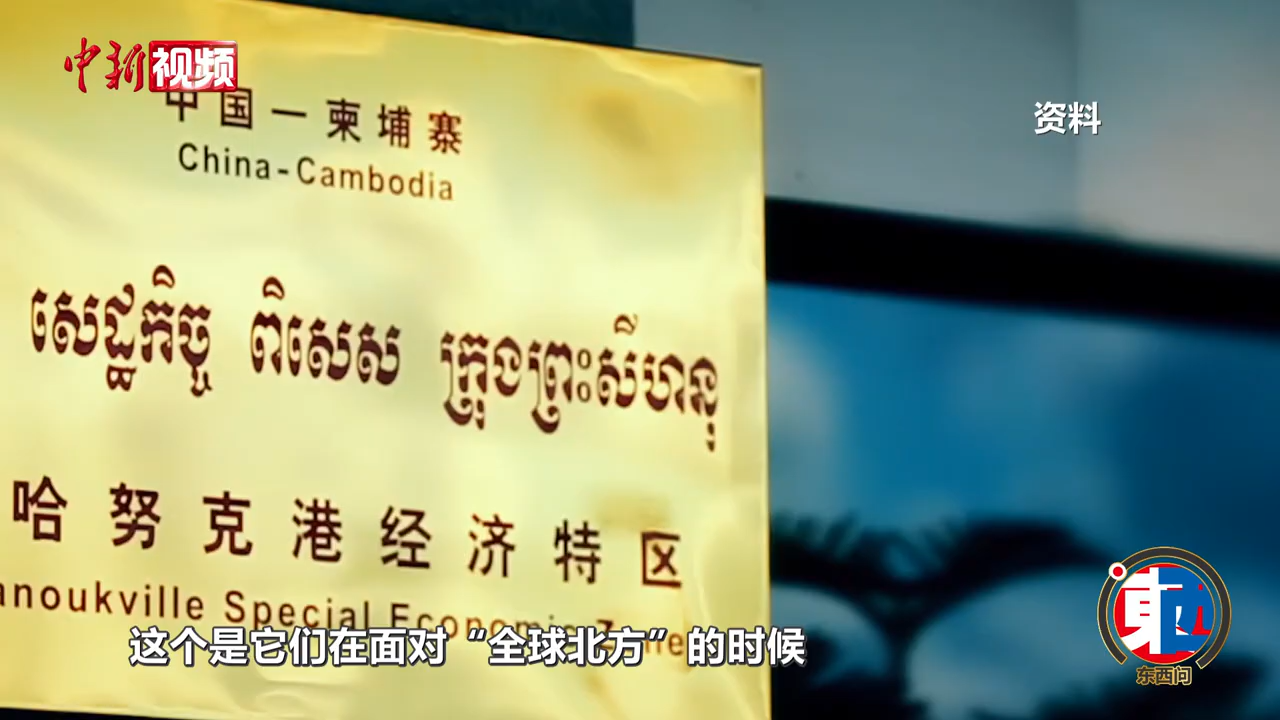 中新视频
资料
中国一柬埔寨
China-Cambodia
សេដ្ឋកិច្ច ពិសេស ក្រុងព្រះសីហនុ
哈努克港经济特区
anoukville Special Economic Zone
这个是它们在面对“全球北方”的时候
东西问